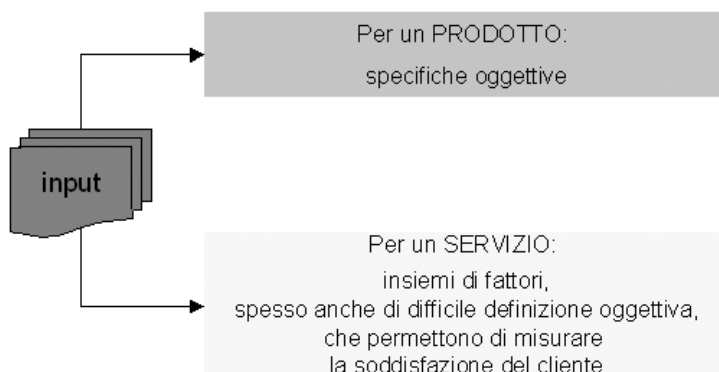 Per un PRODOTTO:
specifiche oggettive
input
Per un SERVIZIO:
insiemi di fattori,
spesso anche di difficile definizione oggettiva,
che permettono di misurare
la soddisfazione del cliente